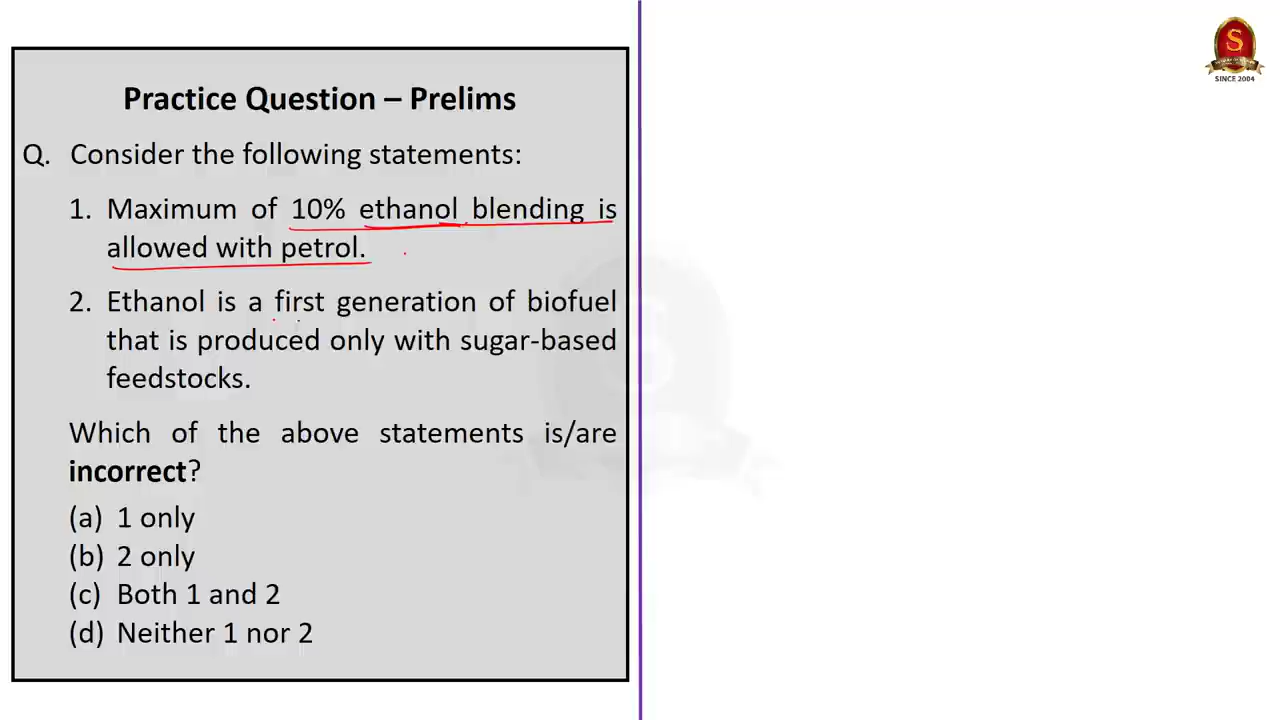 Practice Question – Prelims
Q. Consider the following statements:
1. Maximum of 10% ethanol blending is
allowed with petrol.
2. Ethanol is a first generation of biofuel
that is produced only with sugar-based
feedstocks.
Which of the above statements is/are
incorrect?
(a) 1 only
(b) 2 only
(c) Both 1 and 2
(d) Neither 1 nor 2
S
SINCE 2004